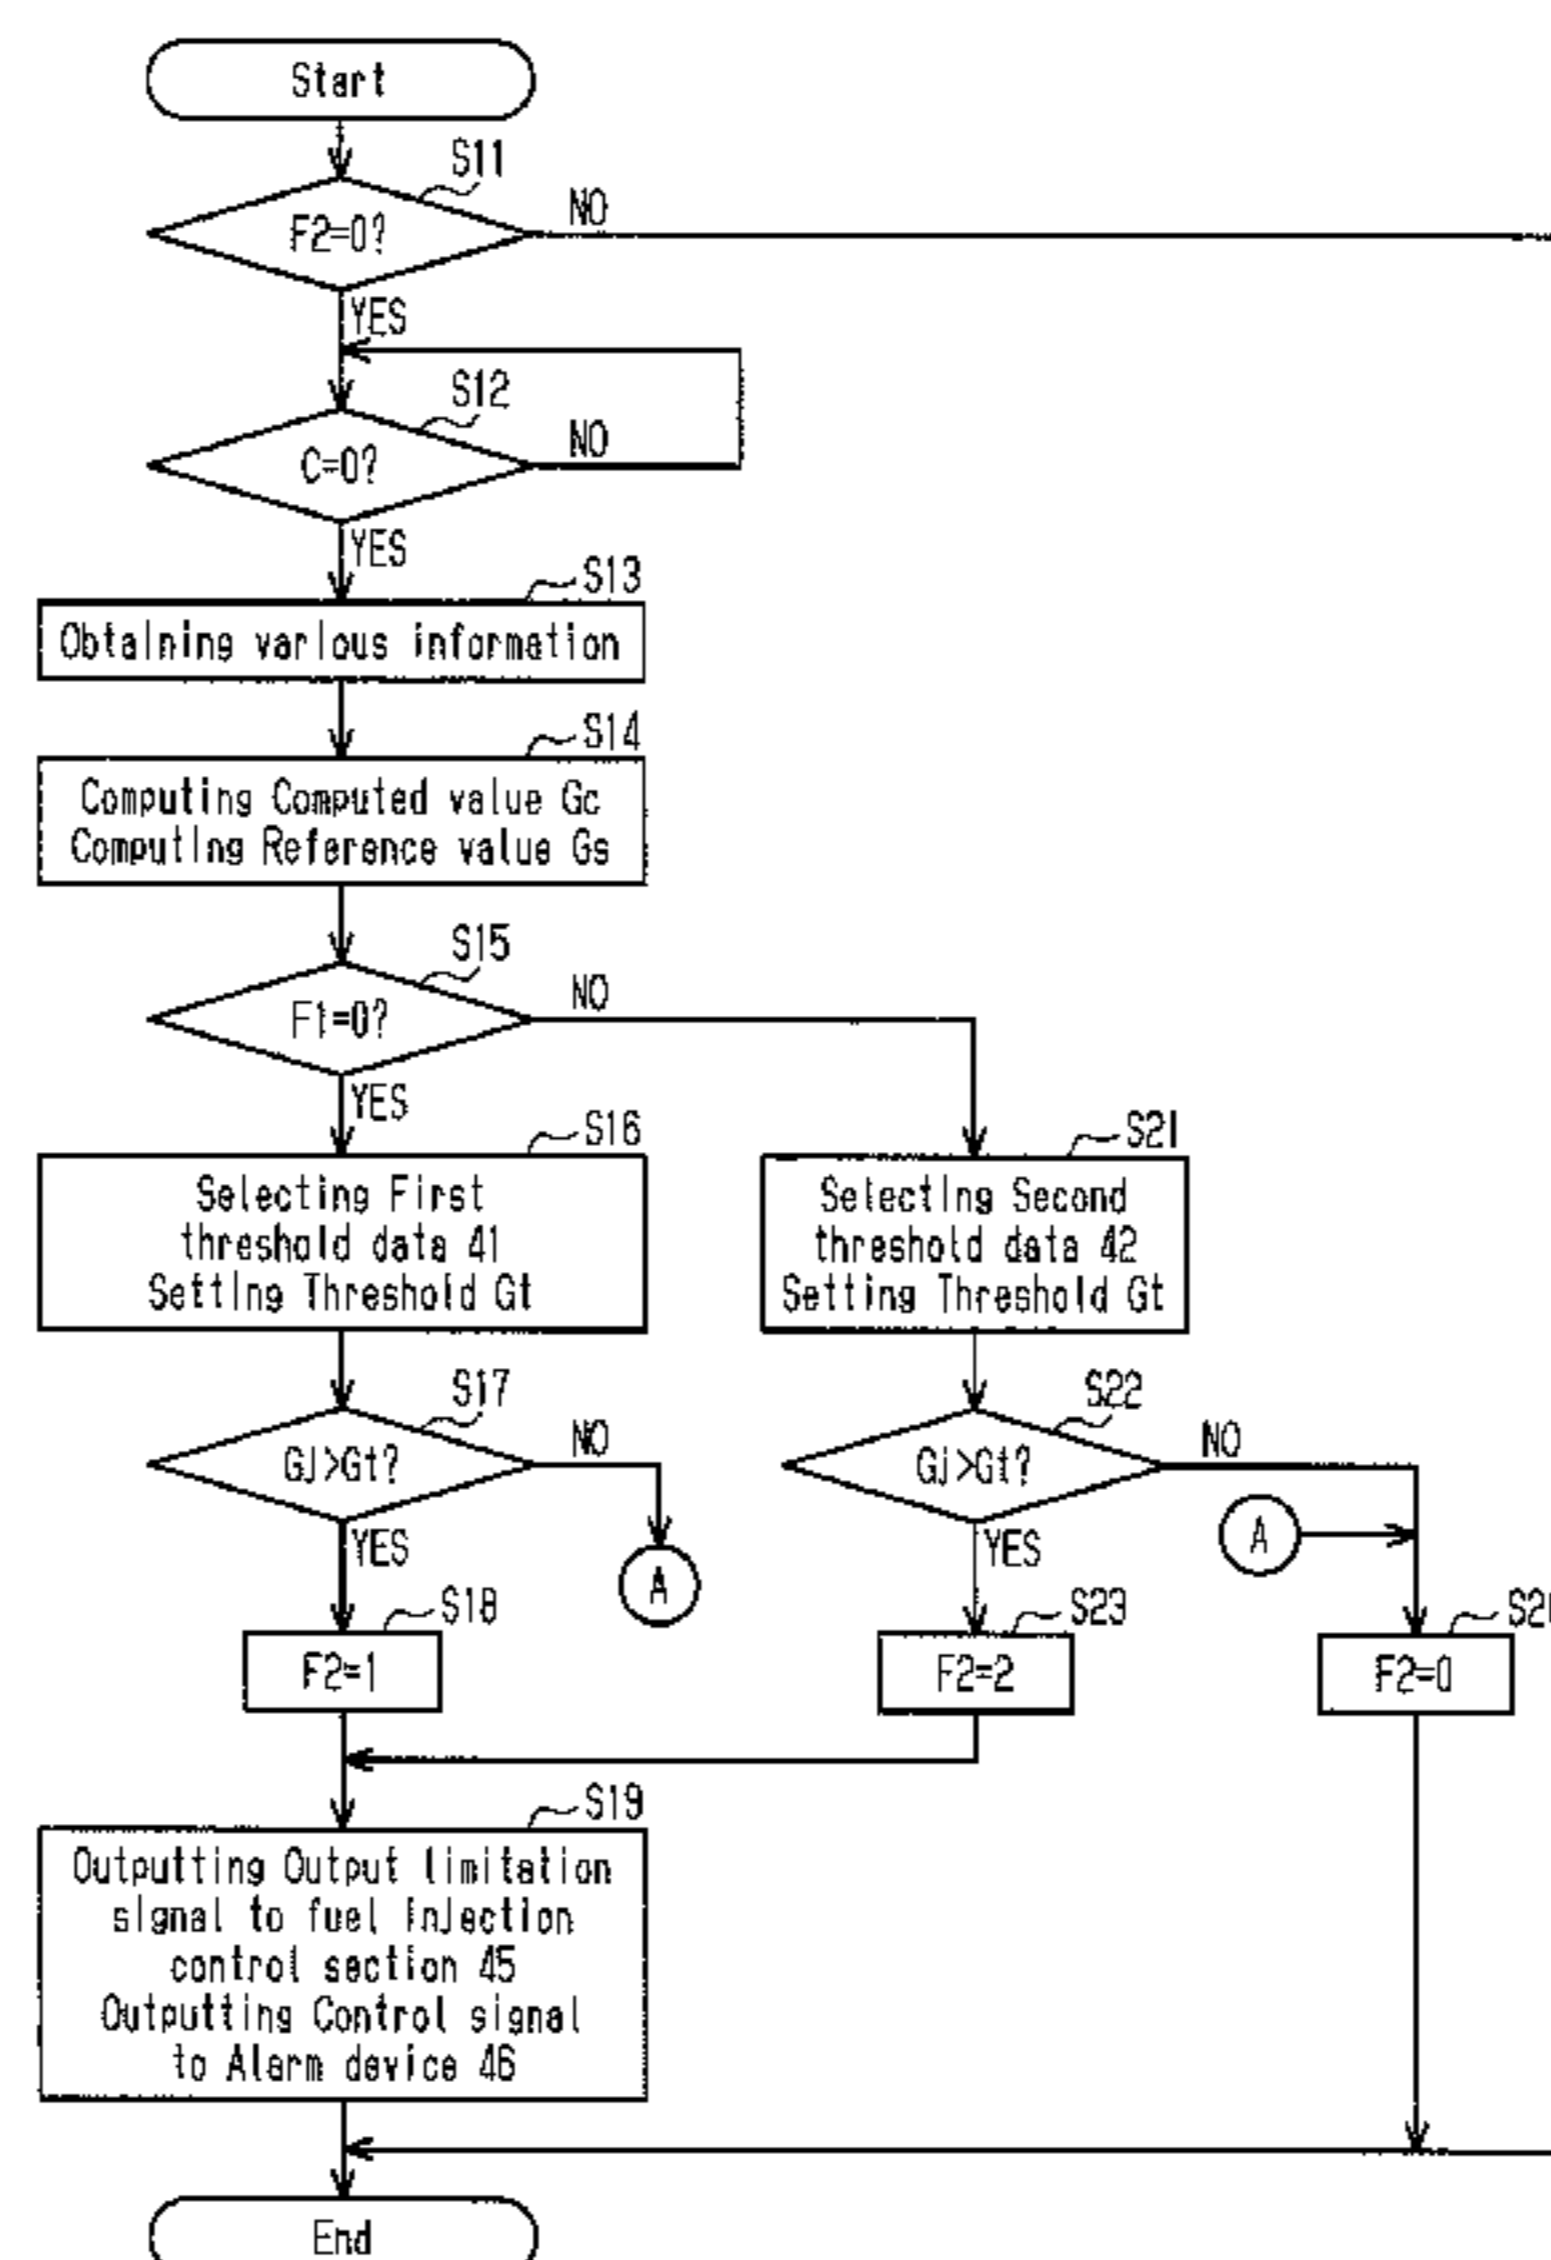 Start
S11
F2=0?
NO
YES
S12
C=0?
NO
YES
S13
Obtaining various information
S14
Computing Computed value Gc
Computing Reference value Gs
S15
F1=0?
NO
YES
S16
Selecting First
threshold data 41
Setting Threshold Gt
S21
Selecting Second
threshold data 42
Setting Threshold Gt
S17
Gj>Gt?
NO
YES
A
S22
Gj>Gt?
NO
YES
A
S18
F2=1
S23
F2=2
F2=0
S19
Outputting Output limitation
signal to fuel injection
control section 45
Outputting Control signal
to Alarm device 46
End